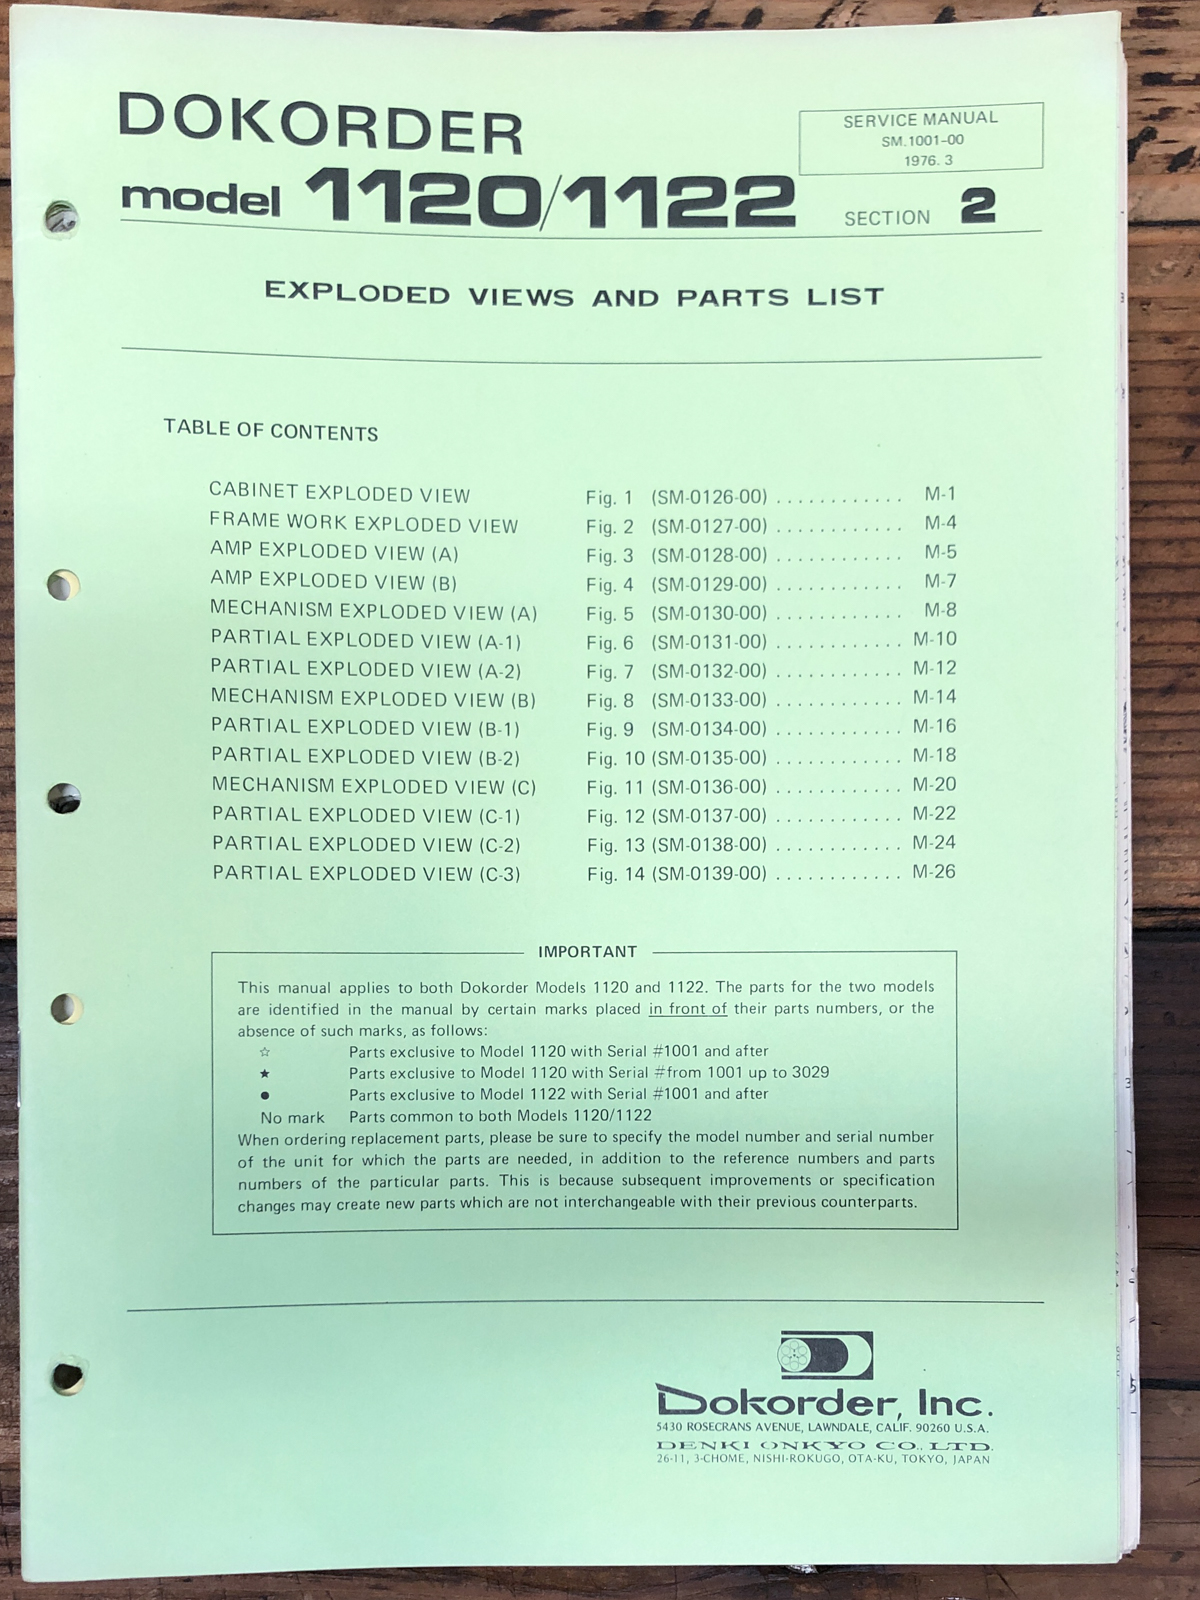 DOKORDER
model 1120/1122
SERVICE MANUAL
SM.1001-00
1976. 3
SECTION 2
EXPLODED VIEWS AND PARTS LIST
TABLE OF CONTENTS
CABINET EXPLODED VIEW Fig. 1 (SM-0126-00) . . . . . . . . . . . . M-1
FRAME WORK EXPLODED VIEW Fig. 2 (SM-0127-00) . . . . . . . . . . . . M-4
AMP EXPLODED VIEW (A) Fig. 3 (SM-0128-00) . . . . . . . . . . . . M-5
AMP EXPLODED VIEW (B) Fig. 4 (SM-0129-00) . . . . . . . . . . . . M-7
MECHANISM EXPLODED VIEW (A) Fig. 5 (SM-0130-00) . . . . . . . . . . . . M-8
PARTIAL EXPLODED VIEW (A-1) Fig. 6 (SM-0131-00) . . . . . . . . . . . . M-10
PARTIAL EXPLODED VIEW (A-2) Fig. 7 (SM-0132-00) . . . . . . . . . . . . M-12
MECHANISM EXPLODED VIEW (B) Fig. 8 (SM-0133-00) . . . . . . . . . . . . M-14
PARTIAL EXPLODED VIEW (B-1) Fig. 9 (SM-0134-00) . . . . . . . . . . . . M-16
PARTIAL EXPLODED VIEW (B-2) Fig. 10 (SM-0135-00) . . . . . . . . . . . . M-18
MECHANISM EXPLODED VIEW (C) Fig. 11 (SM-0136-00) . . . . . . . . . . . . M-20
PARTIAL EXPLODED VIEW (C-1) Fig. 12 (SM-0137-00) . . . . . . . . . . . . M-22
PARTIAL EXPLODED VIEW (C-2) Fig. 13 (SM-0138-00) . . . . . . . . . . . . M-24
PARTIAL EXPLODED VIEW (C-3) Fig. 14 (SM-0139-00) . . . . . . . . . . . . M-26
IMPORTANT
This manual applies to both Dokorder Models 1120 and 1122. The parts for the two models
are identified in the manual by certain marks placed in front of their parts numbers, or the
absence of such marks, as follows:
☆ Parts exclusive to Model 1120 with Serial #1001 and after
★ Parts exclusive to Model 1120 with Serial #from 1001 up to 3029
● Parts exclusive to Model 1122 with Serial #1001 and after
No mark Parts common to both Models 1120/1122
When ordering replacement parts, please be sure to specify the model number and serial number
of the unit for which the parts are needed, in addition to the reference numbers and parts
numbers of the particular parts. This is because subsequent improvements or specification
changes may create new parts which are not interchangeable with their previous counterparts.
Dokorder, Inc.
5430 ROSECRANS AVENUE, LAWNDALE, CALIF. 90260 U.S.A.
DENKI ONKYO CO., LTD.
26-11, 3-CHOME, NISHI-ROKUGO, OTA-KU, TOKYO, JAPAN